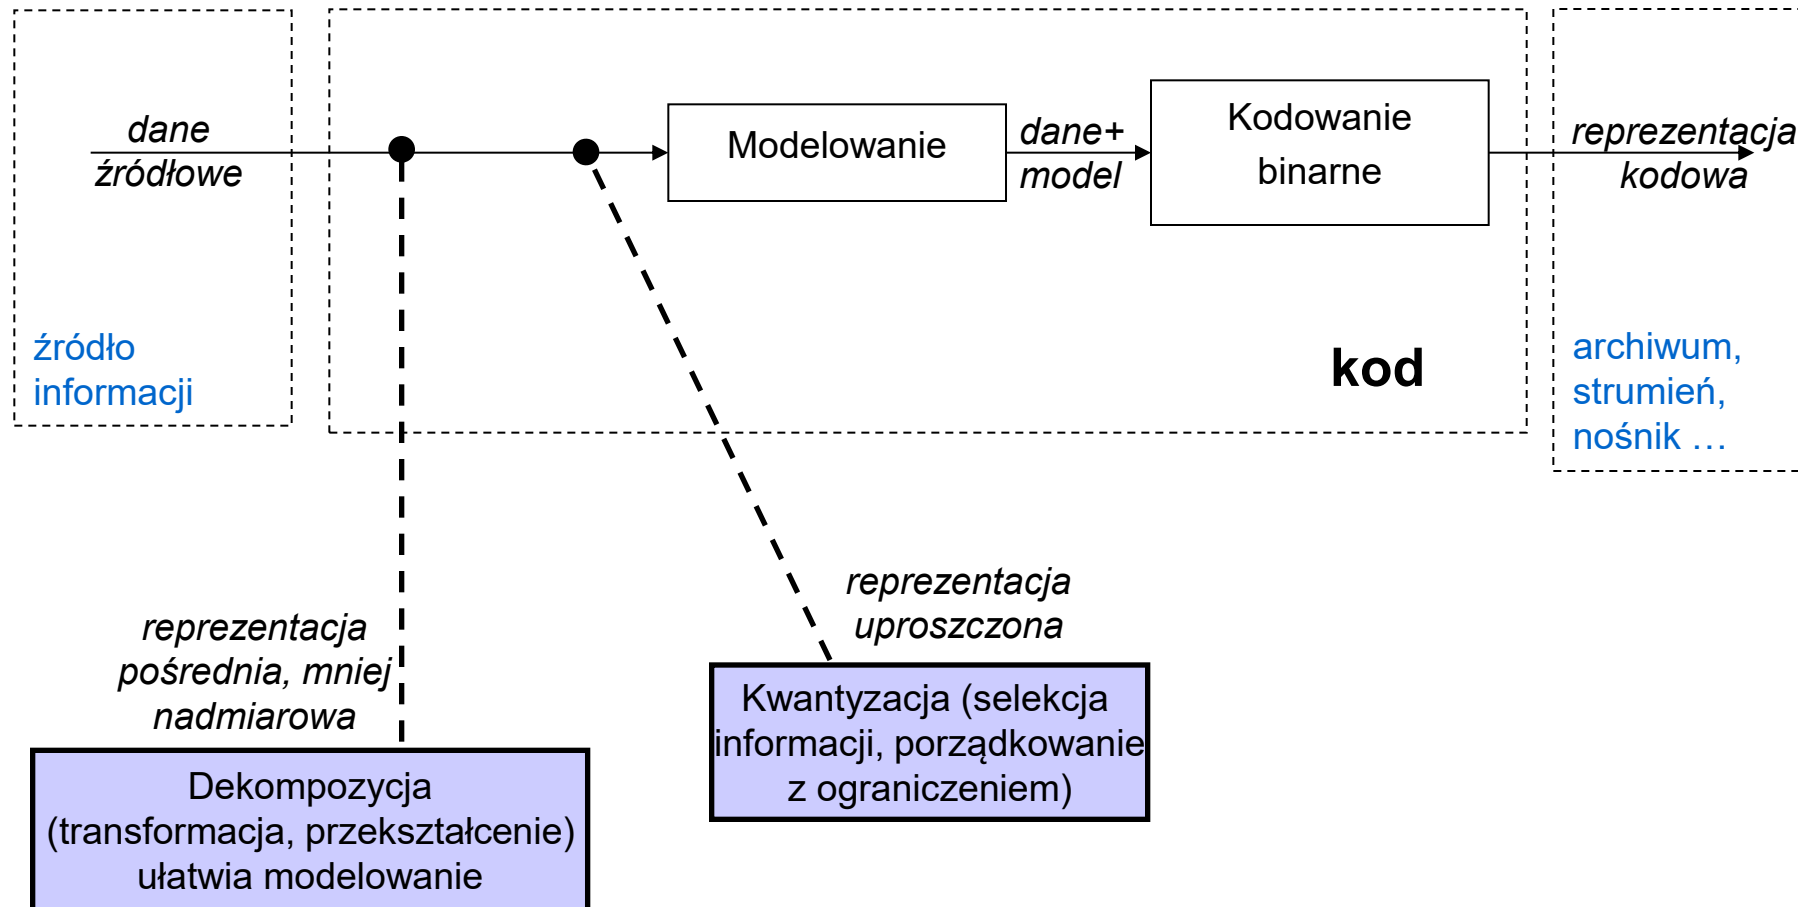 dane
źródłowe
źródło
informacji
Modelowanie
dane+
model
Kodowanie
binarne
kod
reprezentacja
kodowa
archiwum,
strumień,
nośnik …
reprezentacja
pośrednia, mniej
nadmiarowa
Dekompozycja
(transformacja, przekształcenie)
ułatwia modelowanie
reprezentacja
uproszczona
Kwantyzacja (selekcja
informacji, porządkowanie
z ograniczeniem)